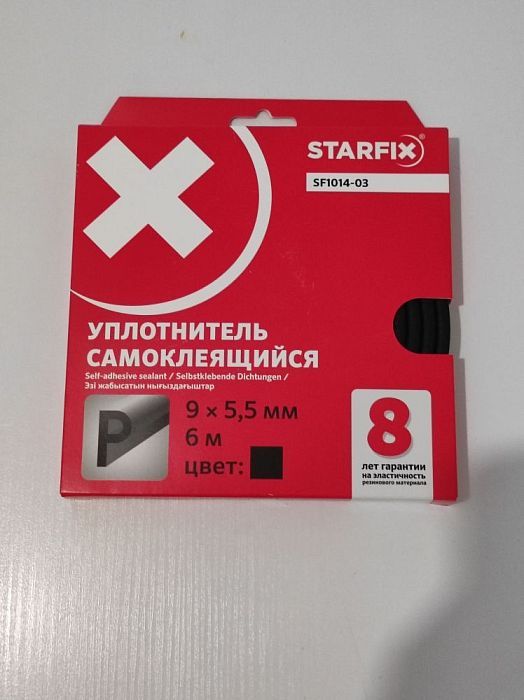 STARFIX®
SF1014-03
УПЛОТНИТЕЛЬ
САМОКЛЕЯЩИЙСЯ
Self-adhesive sealant / Selbstklebende Dichtungen /
Өзі жабысатын нығыздағыштар
P
9 × 5,5 мм
6 м
цвет:
8
лет гарантии
на эластичность
резинового материала